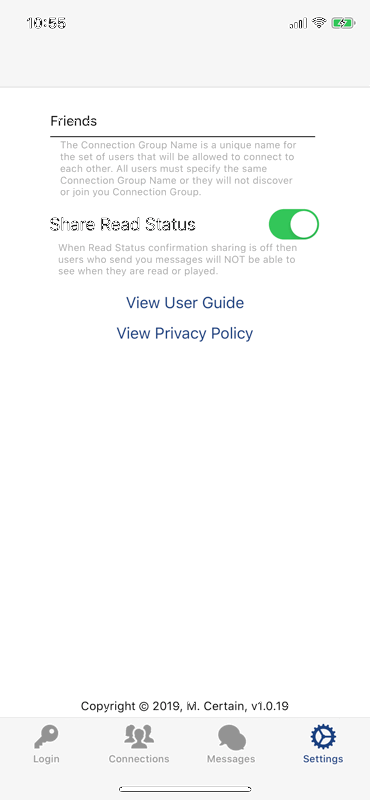 10:55
Friends
The Connection Group Name is a unique name for
the set of users that will be allowed to connect to
each other. All users must specify the same
Connection Group Name or they will not discover
or join you Connection Group.
Share Read Status
When Read Status confirmation sharing is off then
users who send you messages will NOT be able to
see when they are read or played.
View User Guide
View Privacy Policy
Copyright © 2019, M. Certain, v1.0.19
Login
Connections
Messages
Settings